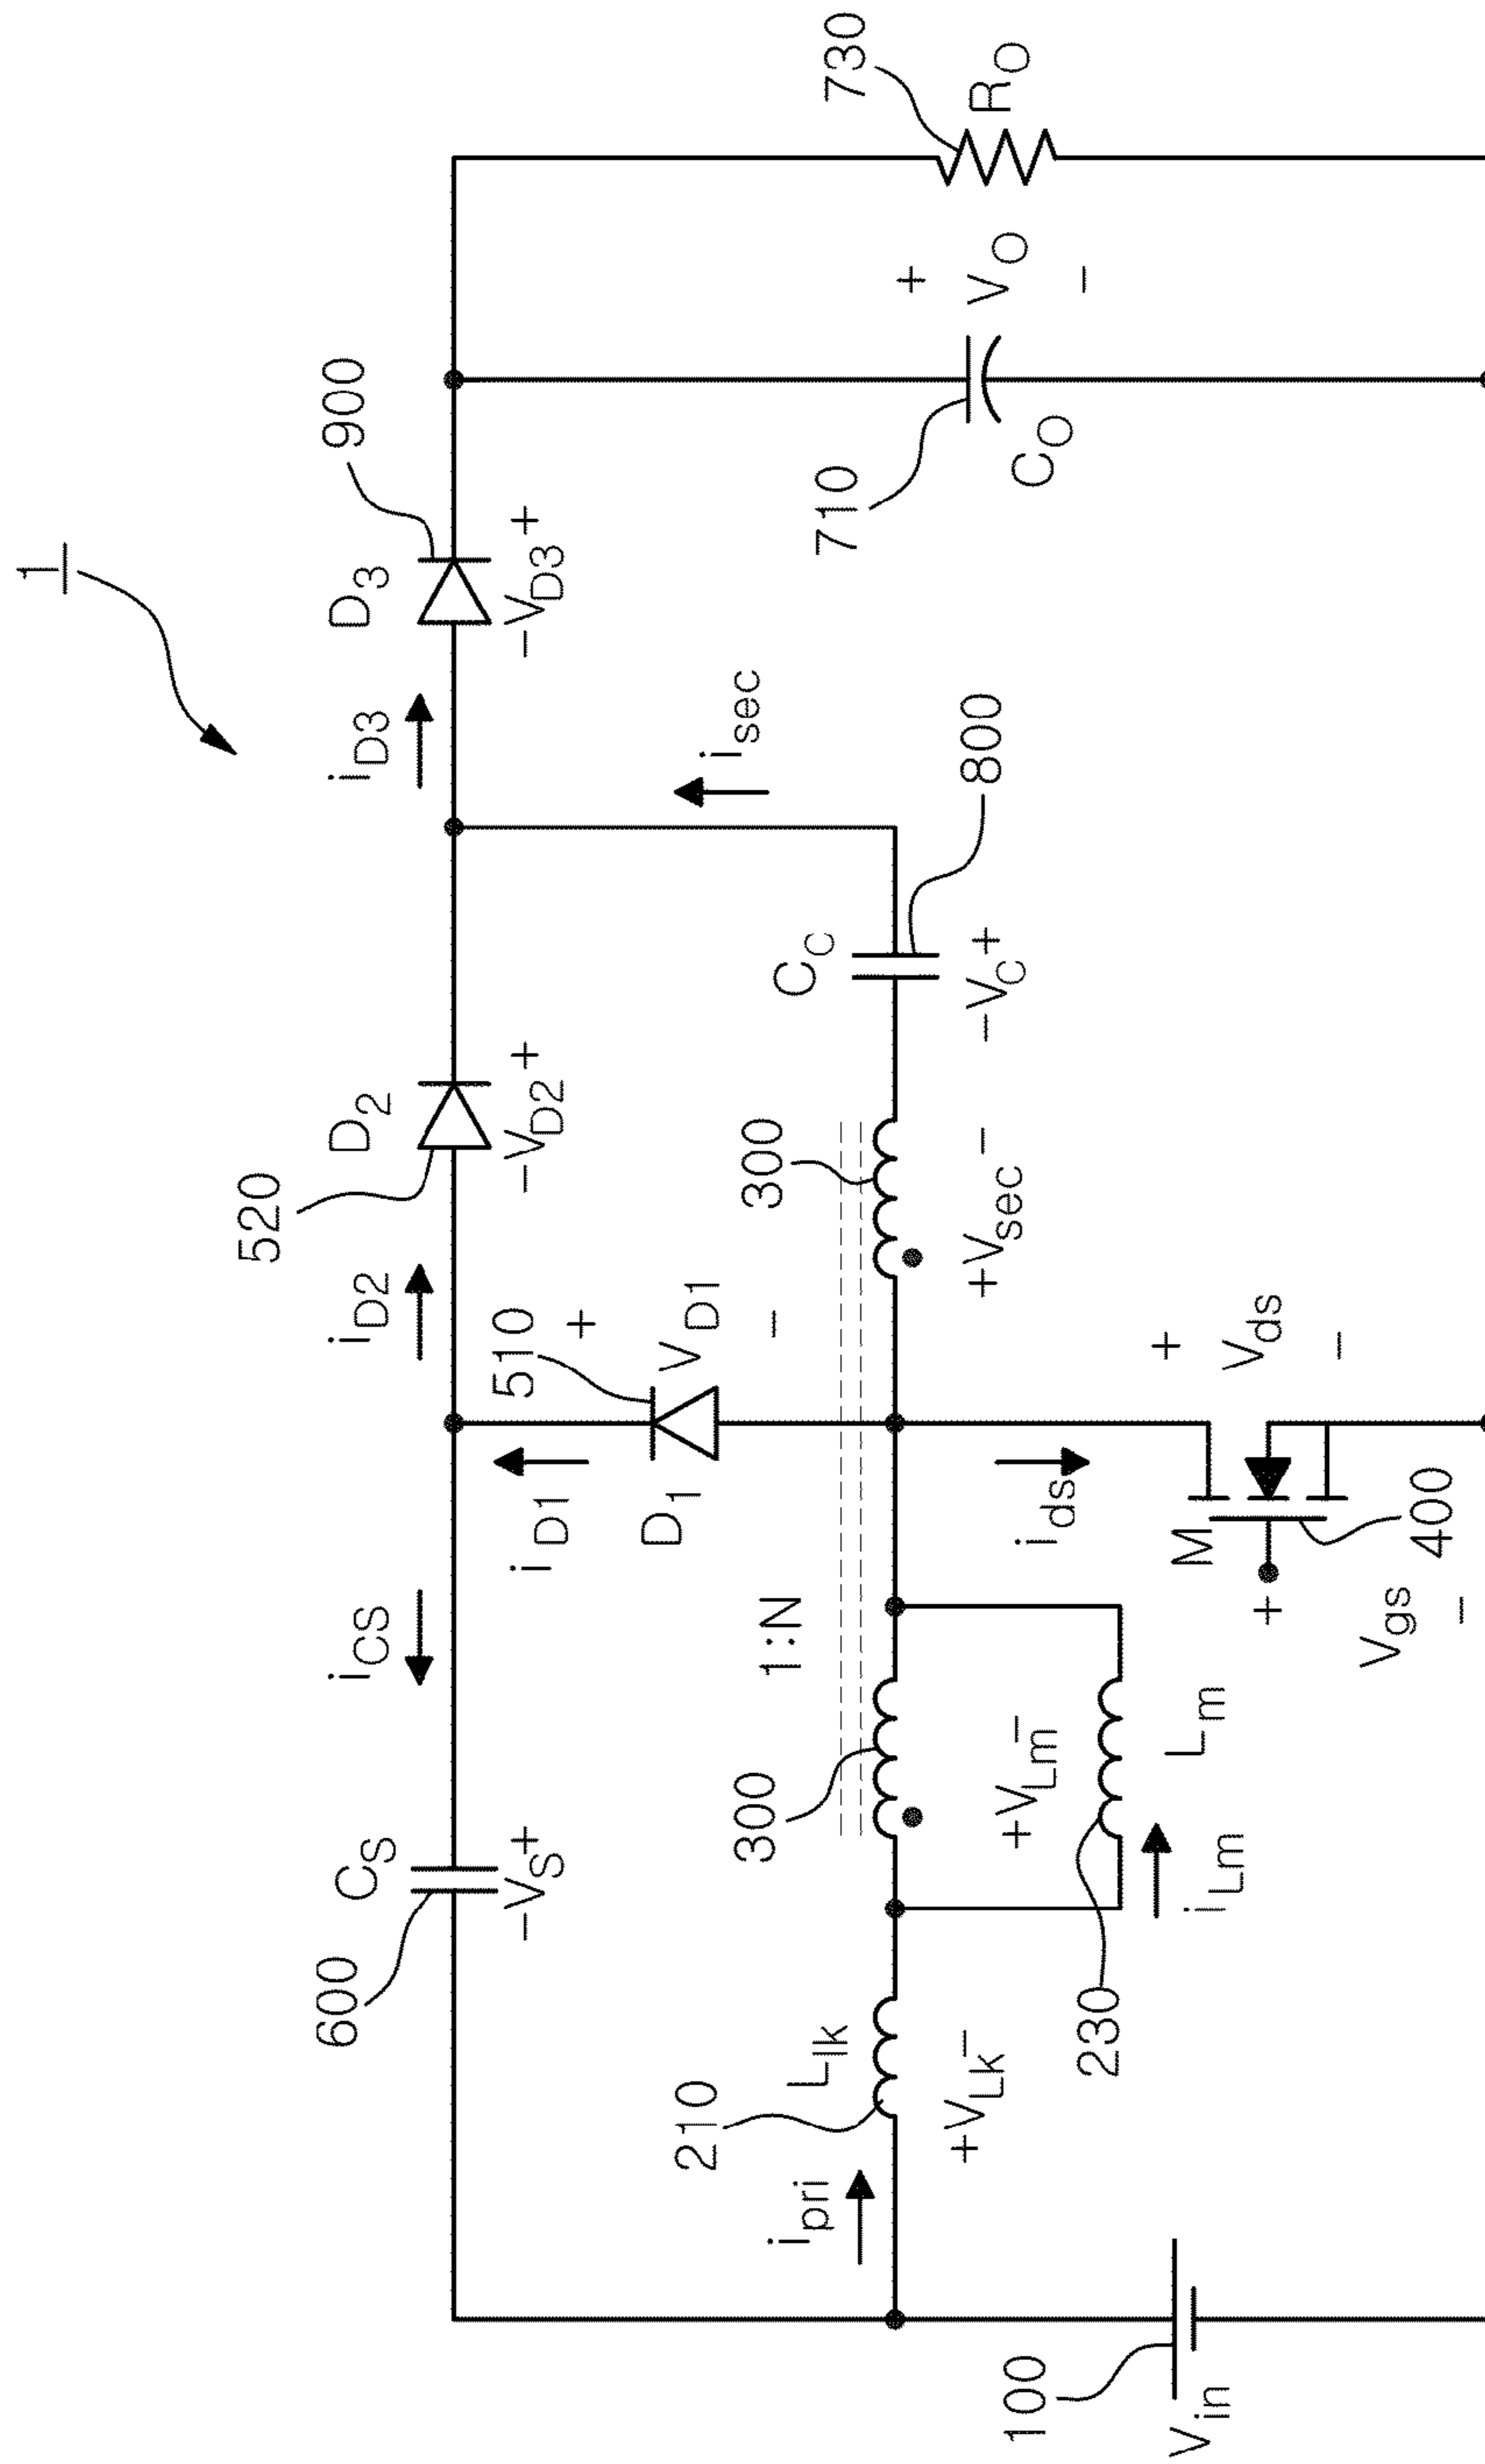 1
600
C_S
-V_S+
i_CS
i_D2
520
D_2
-V_D2+
i_D3
D_3
900
-V_D3+
i_D1
D_1
510
+
V_D1
-
i_pri
210
L_lk
+V_Lk-
300
1:N
+V_Lm-
230
i_Lm
L_m
300
+V_sec-
C_C
-V_C+
800
i_sec
i_ds
M
+
V_gs
-
400
+
V_ds
-
100
V_in
710
C_O
+
V_O
-
730
R_O